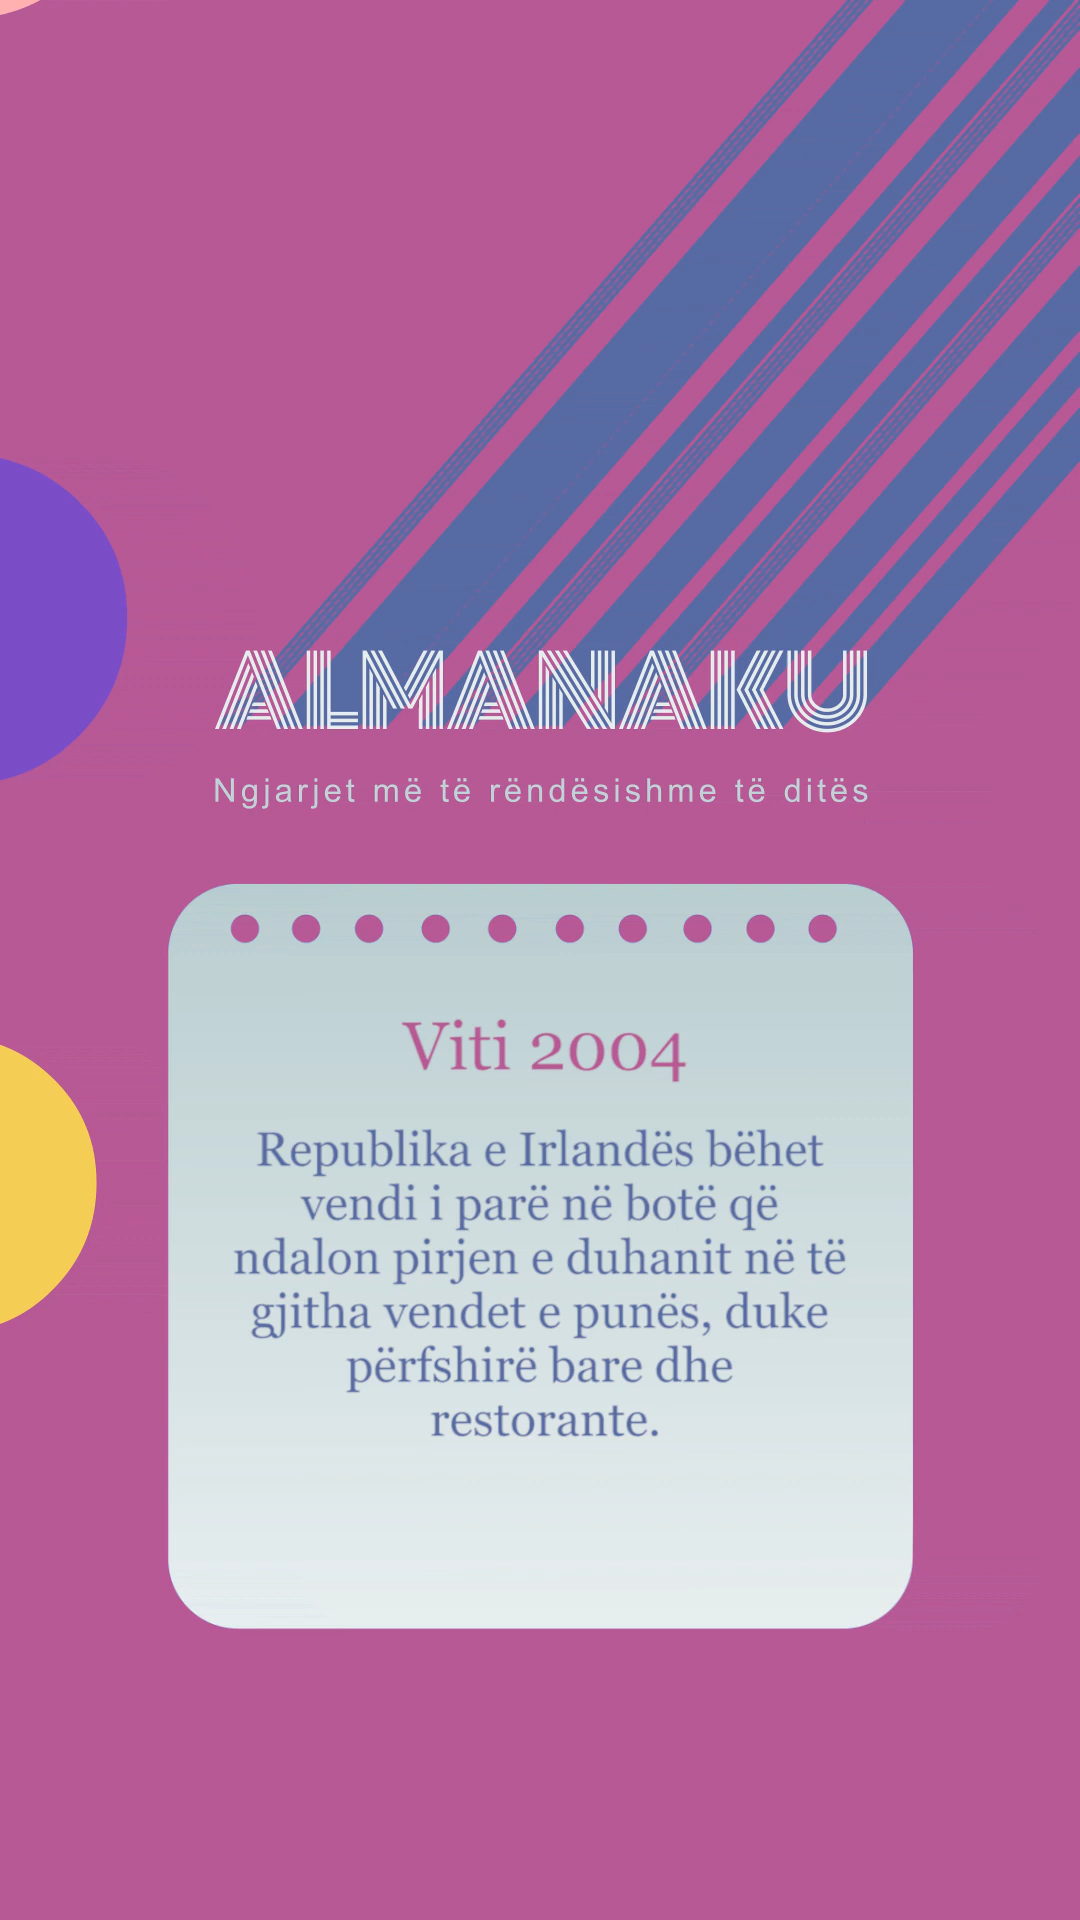 ALMANAKU
Ngjarjet më të rëndësishme të ditës
Viti 2004
Republika e Irlandës bëhet
vendi i parë në botë që
ndalon pirjen e duhanit në të
gjitha vendet e punës, duke
përfshirë bare dhe
restorante.